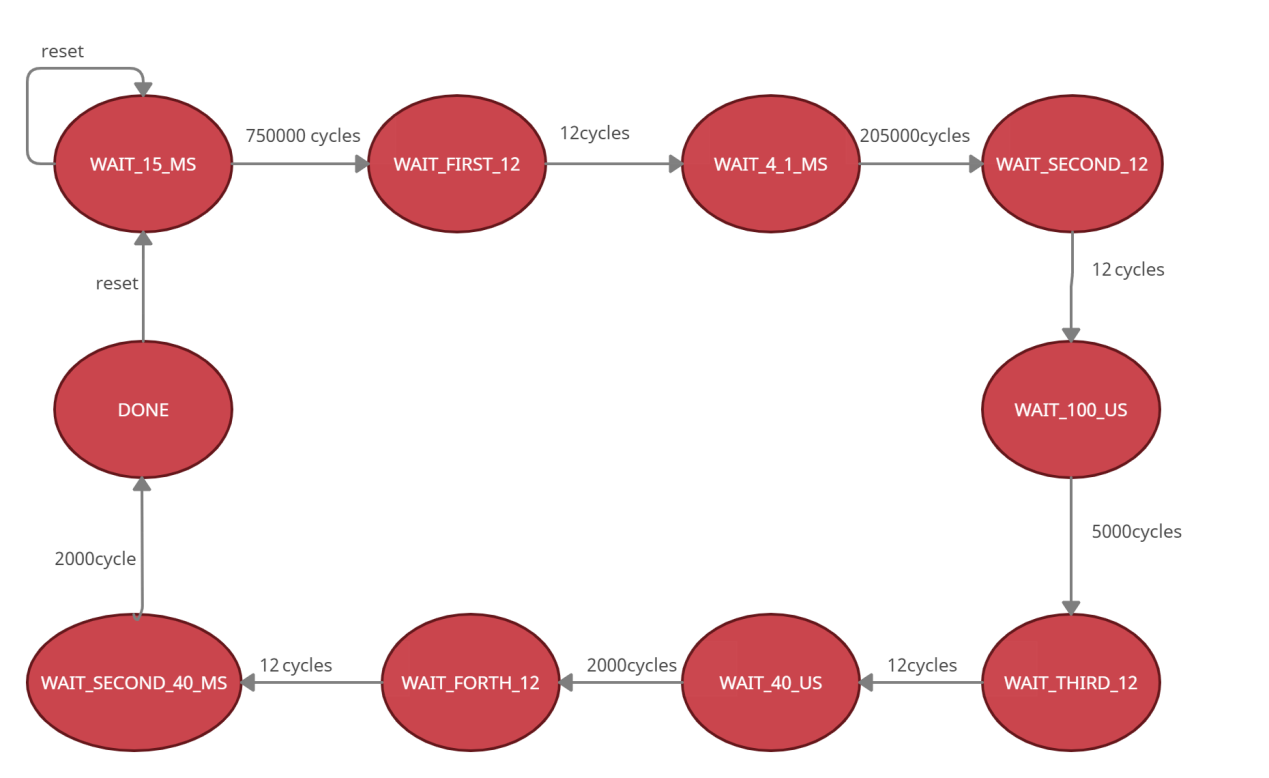 reset
750000 cycles
12cycles
205000cycles
WAIT_15_MS
WAIT_FIRST_12
WAIT_4_1_MS
WAIT_SECOND_12
12 cycles
reset
DONE
WAIT_100_US
5000cycles
2000cycle
12 cycles
2000cycles
12cycles
WAIT_SECOND_40_MS
WAIT_FORTH_12
WAIT_40_US
WAIT_THIRD_12